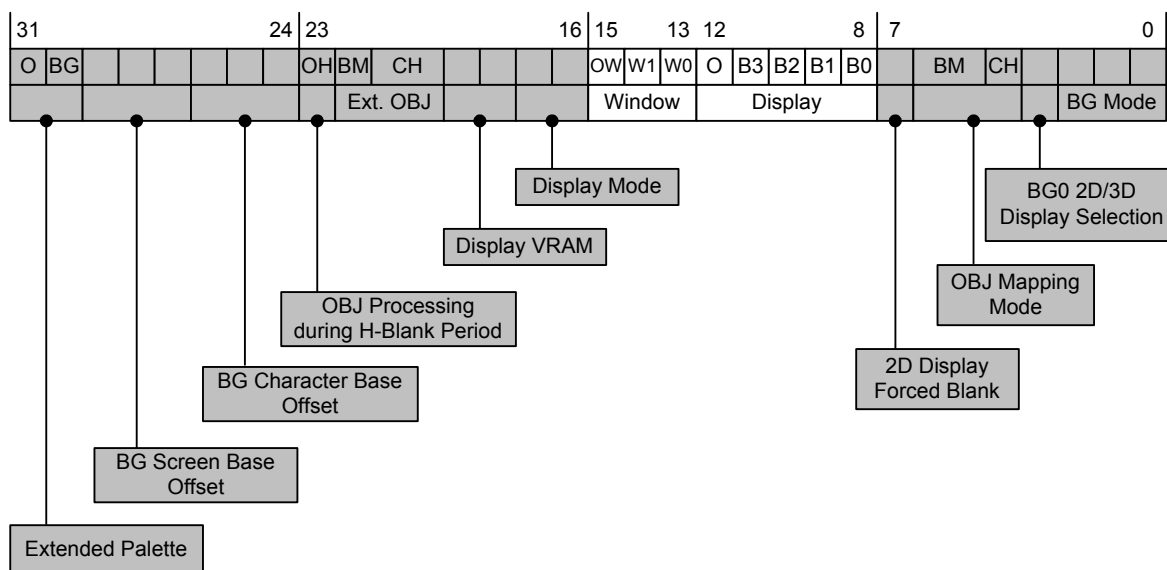 31 24 23 16 15 13 12 8 7 0
O BG OH BM CH OW W1 W0 O B3 B2 B1 B0 BM CH
Ext. OBJ Window Display BG Mode
Display Mode
BG0 2D/3D
Display Selection
Display VRAM
OBJ Mapping
Mode
OBJ Processing
during H-Blank Period
2D Display
Forced Blank
BG Character Base
Offset
BG Screen Base
Offset
Extended Palette